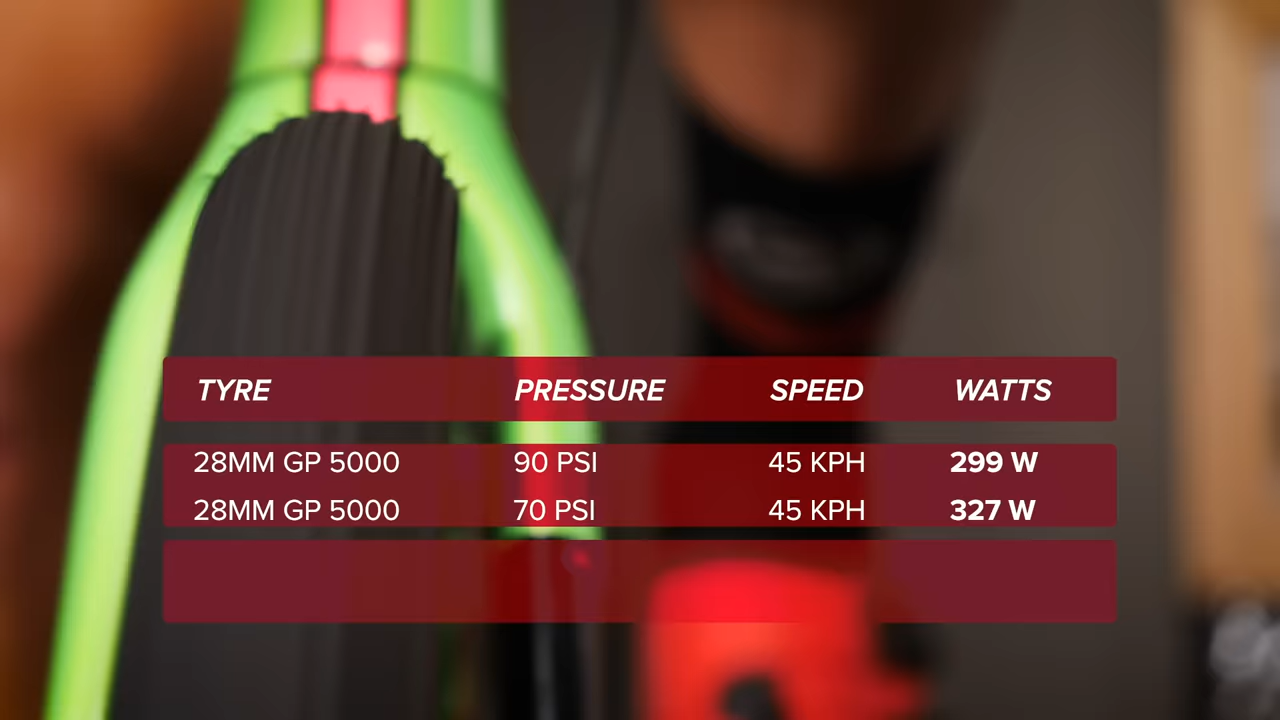 TYRE PRESSURE SPEED WATTS
28MM GP 5000 90 PSI 45 KPH 299 W
28MM GP 5000 70 PSI 45 KPH 327 W